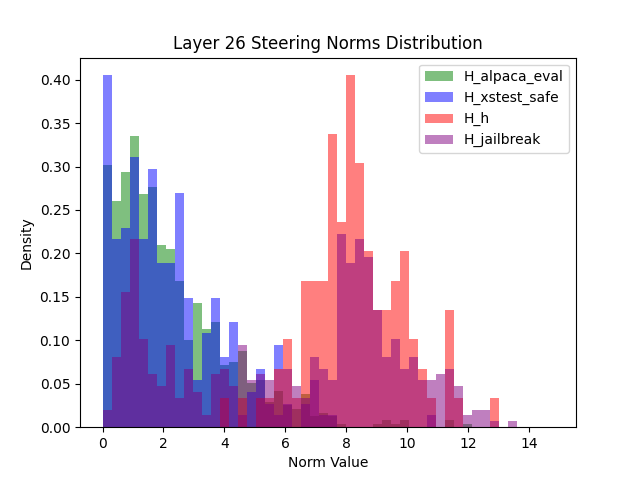 Layer 26 Steering Norms Distribution
H_alpaca_eval
H_xstest_safe
H_h
H_jailbreak
0.40
0.35
0.30
0.25
0.20
0.15
0.10
0.05
0.00
Density
0 2 4 6 8 10 12 14
Norm Value